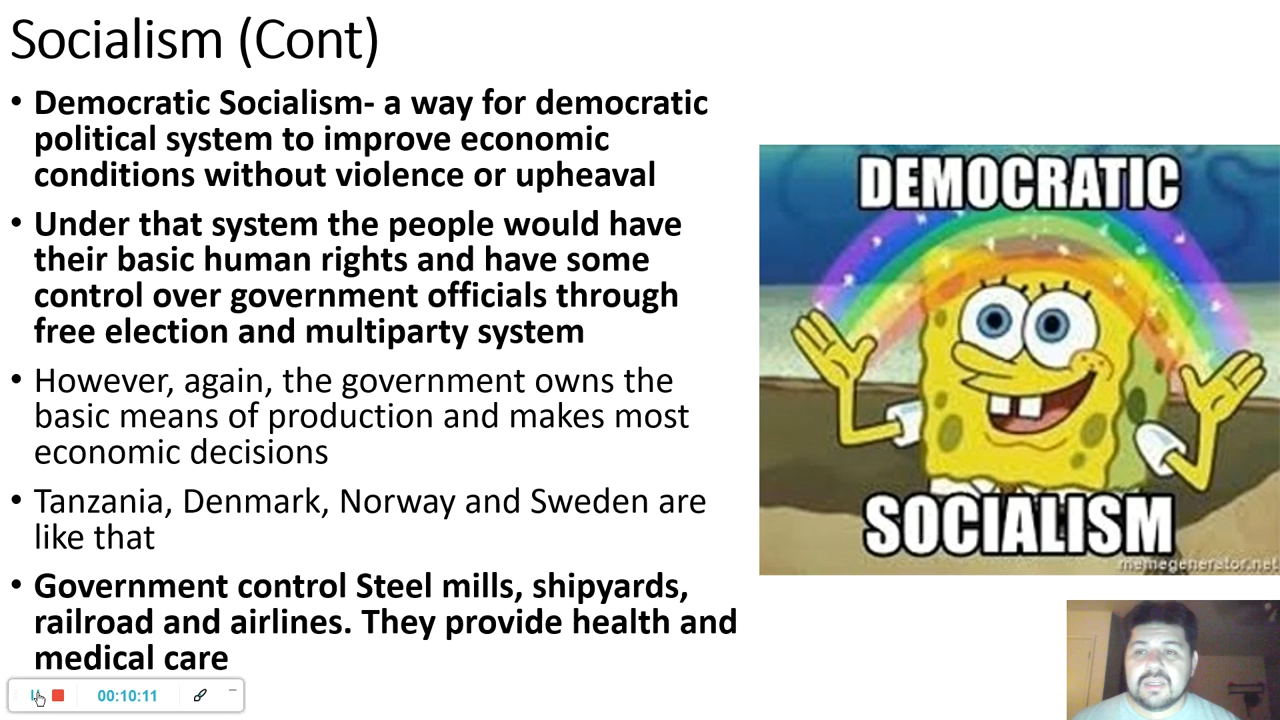 Socialism (Cont)
• Democratic Socialism- a way for democratic
political system to improve economic
conditions without violence or upheaval
• Under that system the people would have
their basic human rights and have some
control over government officials through
free election and multiparty system
• However, again, the government owns the
basic means of production and makes most
economic decisions
• Tanzania, Denmark, Norway and Sweden are
like that
• Government control Steel mills, shipyards,
railroad and airlines. They provide health and
medical care
DEMOCRATIC
SOCIALISM
memegenerator.net
00:10:11